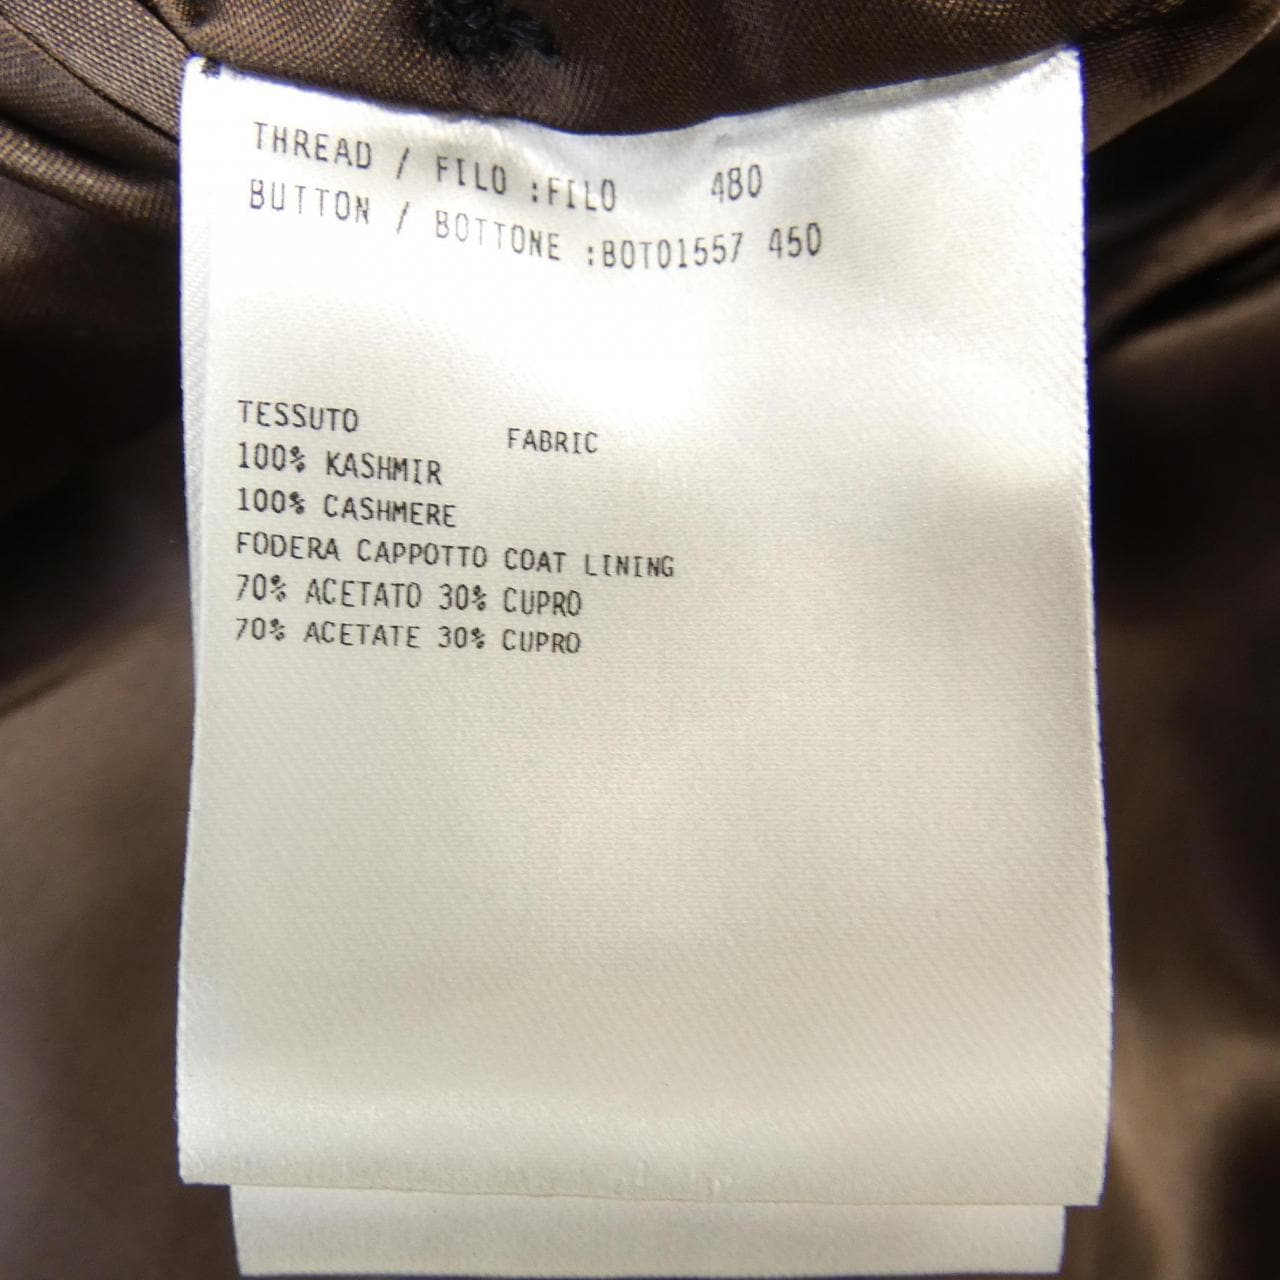 THREAD / FILO :FILO 480
BUTTON / BOTTONE :BOTO1557 450
TESSUTO FABRIC
100% KASHMIR
100% CASHMERE
FODERA CAPPOTTO COAT LINING
70% ACETATO 30% CUPRO
70% ACETATE 30% CUPRO